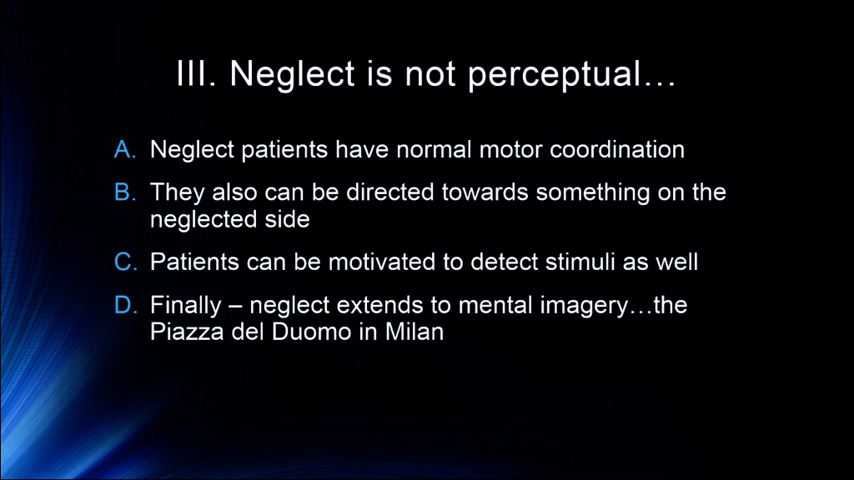 III. Neglect is not perceptual…
A. Neglect patients have normal motor coordination
B. They also can be directed towards something on the
neglected side
C. Patients can be motivated to detect stimuli as well
D. Finally – neglect extends to mental imagery…the
Piazza del Duomo in Milan